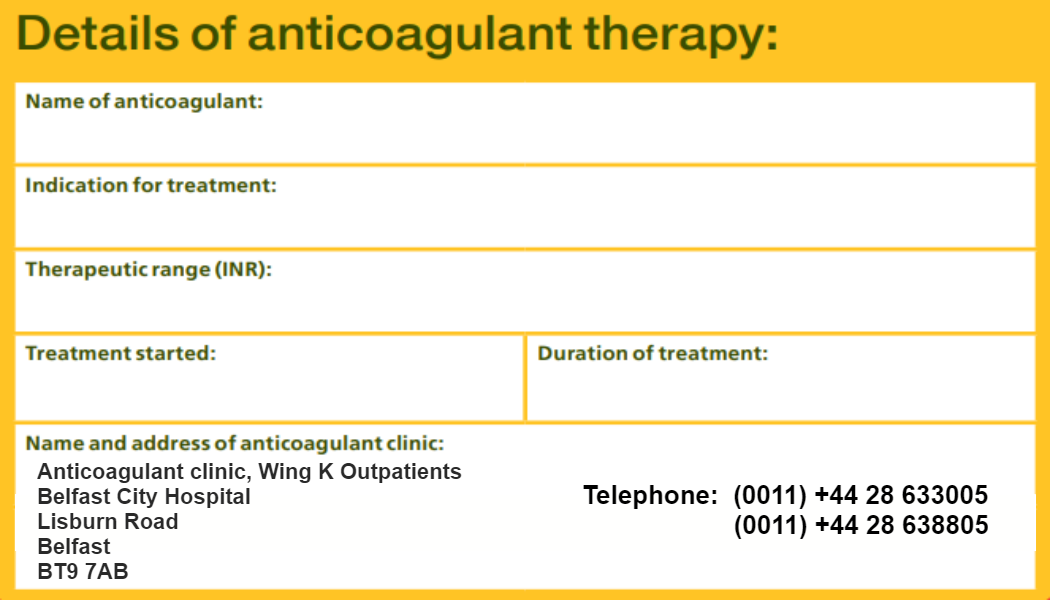 Details of anticoagulant therapy:
Name of anticoagulant:
Indication for treatment:
Therapeutic range (INR):
Treatment started:
Duration of treatment:
Name and address of anticoagulant clinic:
Anticoagulant clinic, Wing K Outpatients
Belfast City Hospital
Lisburn Road
Belfast
BT9 7AB
Telephone: (0011) +44 28 633005
(0011) +44 28 638805